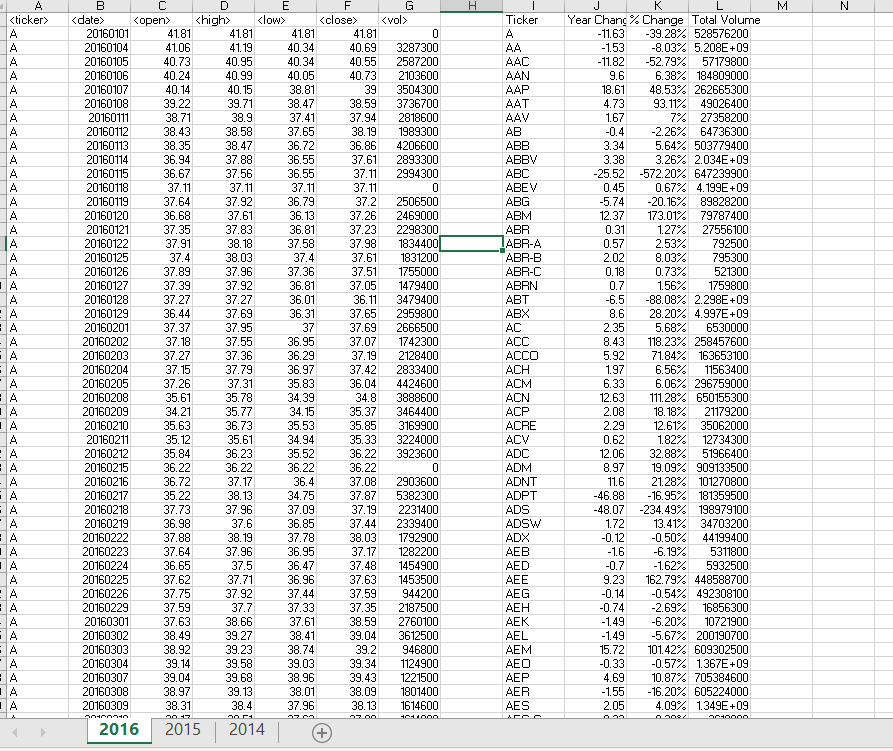 A B C D E F G H I J K L M N
<ticker> <date> <open> <high> <low> <close> <vol> Ticker Year Chang % Change Total Volume
A 20160101 41.81 41.81 41.81 41.81 0 A -11.63 -39.28% 528576200
A 20160104 41.06 41.19 40.34 40.69 3287300 AA -1.53 -8.03% 5.208E+09
A 20160105 40.73 40.95 40.34 40.55 2587200 AAC -11.82 -52.79% 57179800
A 20160106 40.24 40.99 40.05 40.73 2103600 AAN 9.6 6.38% 184809000
A 20160107 40.14 40.15 38.81 39 3504300 AAP 18.61 48.53% 262665300
A 20160108 39.22 39.71 38.47 38.59 3736700 AAT 4.73 93.11% 49026400
A 20160111 38.71 38.9 37.41 37.94 2818600 AAV 1.67 7% 27358200
A 20160112 38.43 38.58 37.65 38.19 1989300 AB -0.4 -2.26% 64736300
A 20160113 38.35 38.47 36.72 36.86 4206600 ABB 3.34 5.64% 503779400
A 20160114 36.94 37.88 36.55 37.61 2893300 ABBV 3.38 3.26% 2.034E+09
A 20160115 36.67 37.56 36.55 37.11 2994300 ABC -25.52 -572.20% 647239900
A 20160118 37.11 37.11 37.11 37.11 0 ABEV 0.45 0.67% 4.199E+09
A 20160119 37.64 37.92 36.79 37.2 2506500 ABG -5.74 -20.16% 89828200
A 20160120 36.68 37.61 36.13 37.26 2469000 ABM 12.37 173.01% 79787400
A 20160121 37.35 37.83 36.81 37.23 2298300 ABR 0.31 1.27% 27556100
A 20160122 37.91 38.18 37.58 37.98 1834400 ABR-A 0.57 2.53% 792500
A 20160125 37.4 38.03 37.4 37.61 1831200 ABR-B 2.02 8.03% 795300
A 20160126 37.89 37.96 37.36 37.51 1755000 ABR-C 0.18 0.73% 521300
A 20160127 37.39 37.92 36.81 37.05 1479400 ABRN 0.7 1.56% 1759800
A 20160128 37.27 37.27 36.01 36.11 3479400 ABT -6.5 -88.08% 2.298E+09
A 20160129 36.44 37.69 36.31 37.65 2959800 ABX 8.6 28.20% 4.997E+09
A 20160201 37.37 37.95 37 37.69 2666500 AC 2.35 5.68% 6530000
A 20160202 37.18 37.55 36.95 37.07 1742300 ACC 8.43 118.23% 258457600
A 20160203 37.27 37.36 36.29 37.19 2128400 ACCO 5.92 71.84% 163653100
A 20160204 37.15 37.79 36.97 37.42 2833400 ACH 1.97 6.56% 11563400
A 20160205 37.26 37.31 35.83 36.04 4424600 ACM 6.33 6.06% 296759000
A 20160208 35.61 35.78 34.39 34.8 3888600 ACN 12.63 111.28% 650155300
A 20160209 34.21 35.77 34.15 35.37 3464400 ACP 2.08 18.18% 21179200
A 20160210 35.63 36.73 35.53 35.85 3169900 ACRE 2.29 12.61% 35062000
A 20160211 35.12 35.61 34.94 35.33 3224000 ACV 0.62 1.82% 12734300
A 20160212 35.84 36.23 35.52 36.22 3923600 ADC 12.06 32.88% 51966400
A 20160215 36.22 36.22 36.22 36.22 0 ADM 8.97 19.09% 909133500
A 20160216 36.72 37.17 36.4 37.08 2903600 ADNT 11.6 21.28% 101270800
A 20160217 35.22 38.13 34.75 37.87 5382300 ADPT -46.88 -16.95% 181359500
A 20160218 37.73 37.96 37.09 37.19 2231400 ADS -48.07 -234.49% 198979100
A 20160219 36.98 37.6 36.85 37.44 2339400 ADSW 1.72 13.41% 34703200
A 20160222 37.88 38.19 37.78 38.03 1792900 ADX -0.12 -0.50% 44199400
A 20160223 37.64 37.96 36.95 37.17 1282200 AEB -1.6 -6.19% 5311800
A 20160224 36.65 37.5 36.47 37.48 1454900 AED -0.7 -1.62% 5932500
A 20160225 37.62 37.71 36.96 37.63 1453500 AEE 9.23 162.79% 448588700
A 20160226 37.75 37.92 37.44 37.59 944200 AEG -0.14 -0.54% 492308100
A 20160229 37.59 37.7 37.33 37.35 2187500 AEH -0.74 -2.69% 16856300
A 20160301 37.63 38.66 37.61 38.59 2760100 AEK -1.49 -6.20% 10721900
A 20160302 38.49 39.27 38.41 39.04 3612500 AEL -1.49 -5.67% 200190700
A 20160303 38.92 39.23 38.74 39.2 946800 AEM 15.72 101.42% 609302500
A 20160304 39.14 39.58 39.03 39.34 1124900 AEO -0.33 -0.57% 1.367E+09
A 20160307 39.04 39.68 38.96 39.43 1221500 AEP 4.69 10.87% 705384600
A 20160308 38.97 39.13 38.01 38.09 1801400 AER -1.55 -16.20% 605224000
A 20160309 38.31 38.4 37.96 38.13 1614600 AES 2.05 4.09% 1.349E+09
2016 2015 2014